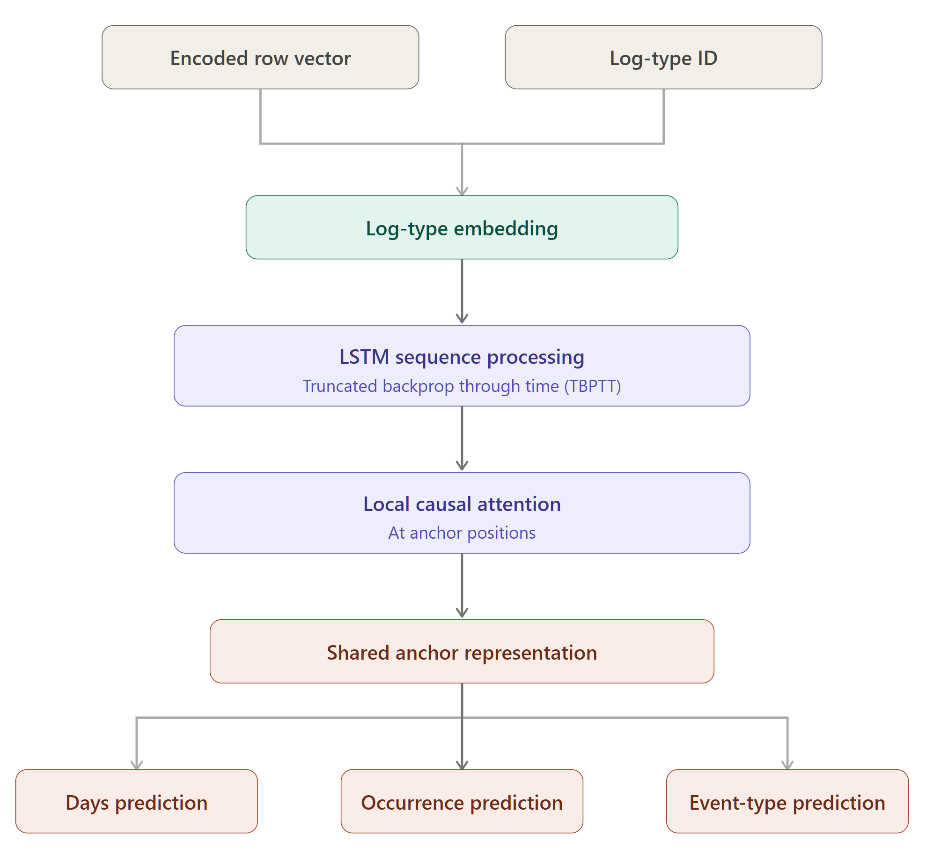 Encoded row vector
Log-type ID
Log-type embedding
LSTM sequence processing
Truncated backprop through time (TBPTT)
Local causal attention
At anchor positions
Shared anchor representation
Days prediction
Occurrence prediction
Event-type prediction